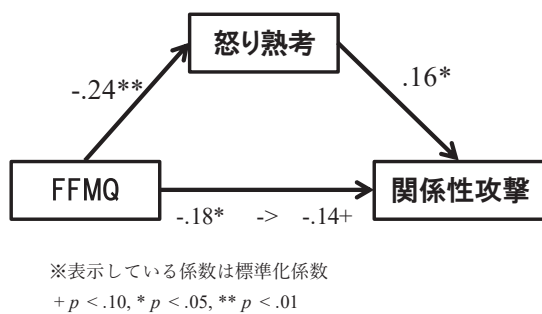 怒り熟考
-.24**
.16*
FFMQ
関係性攻撃
-.18* -> -.14+
※表示している係数は標準化係数
+ p < .10, * p < .05, ** p < .01